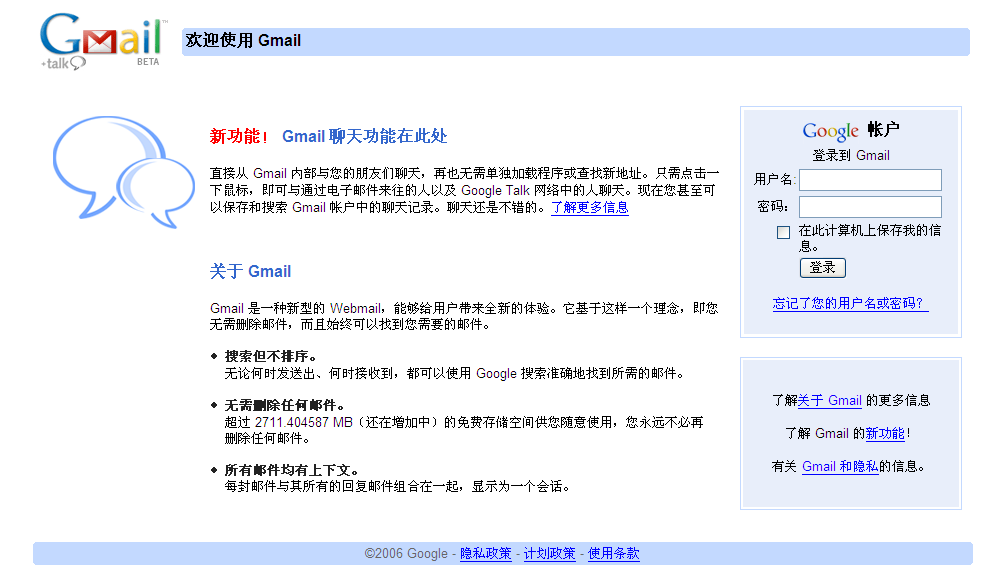 Gmail™
+talk BETA
欢迎使用 Gmail
新功能! Gmail 聊天功能在此处
直接从 Gmail 内部与您的朋友们聊天，再也无需单独加载程序或查找新地址。只需点击一
下鼠标，即可与通过电子邮件来往的人以及 Google Talk 网络中的人聊天。现在您甚至可
以保存和搜索 Gmail 帐户中的聊天记录。聊天还是不错的。了解更多信息
关于 Gmail
Gmail 是一种新型的 Webmail，能够给用户带来全新的体验。它基于这样一个理念，即您
无需删除邮件，而且始终可以找到您需要的邮件。
◆ 搜索但不排序。
无论何时发送出、何时接收到，都可以使用 Google 搜索准确地找到所需的邮件。
◆ 无需删除任何邮件。
超过 2711.404587 MB（还在增加中）的免费存储空间供您随意使用，您永远不必再
删除任何邮件。
◆ 所有邮件均有上下文。
每封邮件与其所有的回复邮件组合在一起，显示为一个会话。
Google 帐户
登录到 Gmail
用户名:
密码：
在此计算机上保存我的信
息。
登录
忘记了您的用户名或密码？
了解关于 Gmail 的更多信息
了解 Gmail 的新功能！
有关 Gmail 和隐私的信息。
©2006 Google - 隐私政策 - 计划政策 - 使用条款